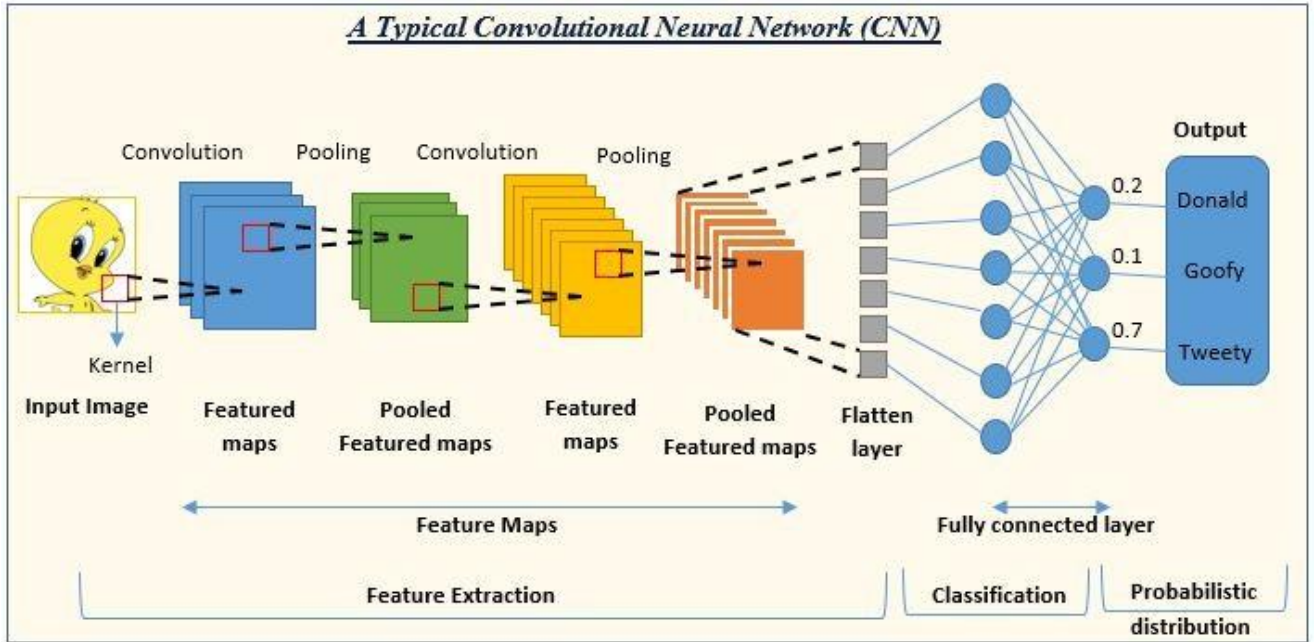 A Typical Convolutional Neural Network (CNN)
Convolution
Pooling
Convolution
Pooling
Output
0.2
Donald
0.1
Goofy
0.7
Tweety
Kernel
Input Image
Featured
maps
Pooled
Featured maps
Featured
maps
Pooled
Featured maps
Flatten
layer
Feature Maps
Fully connected layer
Feature Extraction
Classification
Probabilistic
distribution